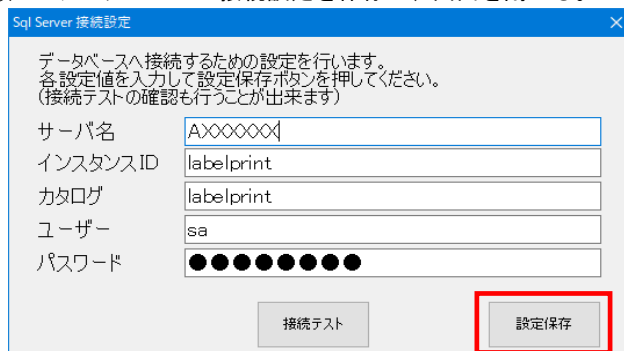 Sql Server 接続設定
データベースへ接続するための設定を行います。
各設定値を入力して設定保存ボタンを押してください。
(接続テストの確認も行うことが出来ます)
サーバ名 AXXXXXX
インスタンスID labelprint
カタログ labelprint
ユーザー sa
パスワード ●●●●●●●●
接続テスト 設定保存